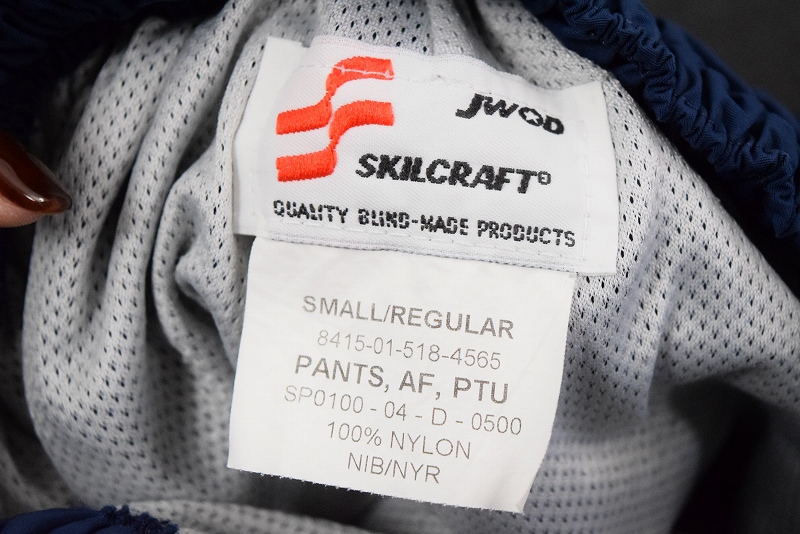 JWOD
SKILCRAFT®
QUALITY BLIND-MADE PRODUCTS
SMALL/REGULAR
8415-01-518-4565
PANTS, AF, PTU
SP0100 - 04 - D - 0500
100% NYLON
NIB/NYR